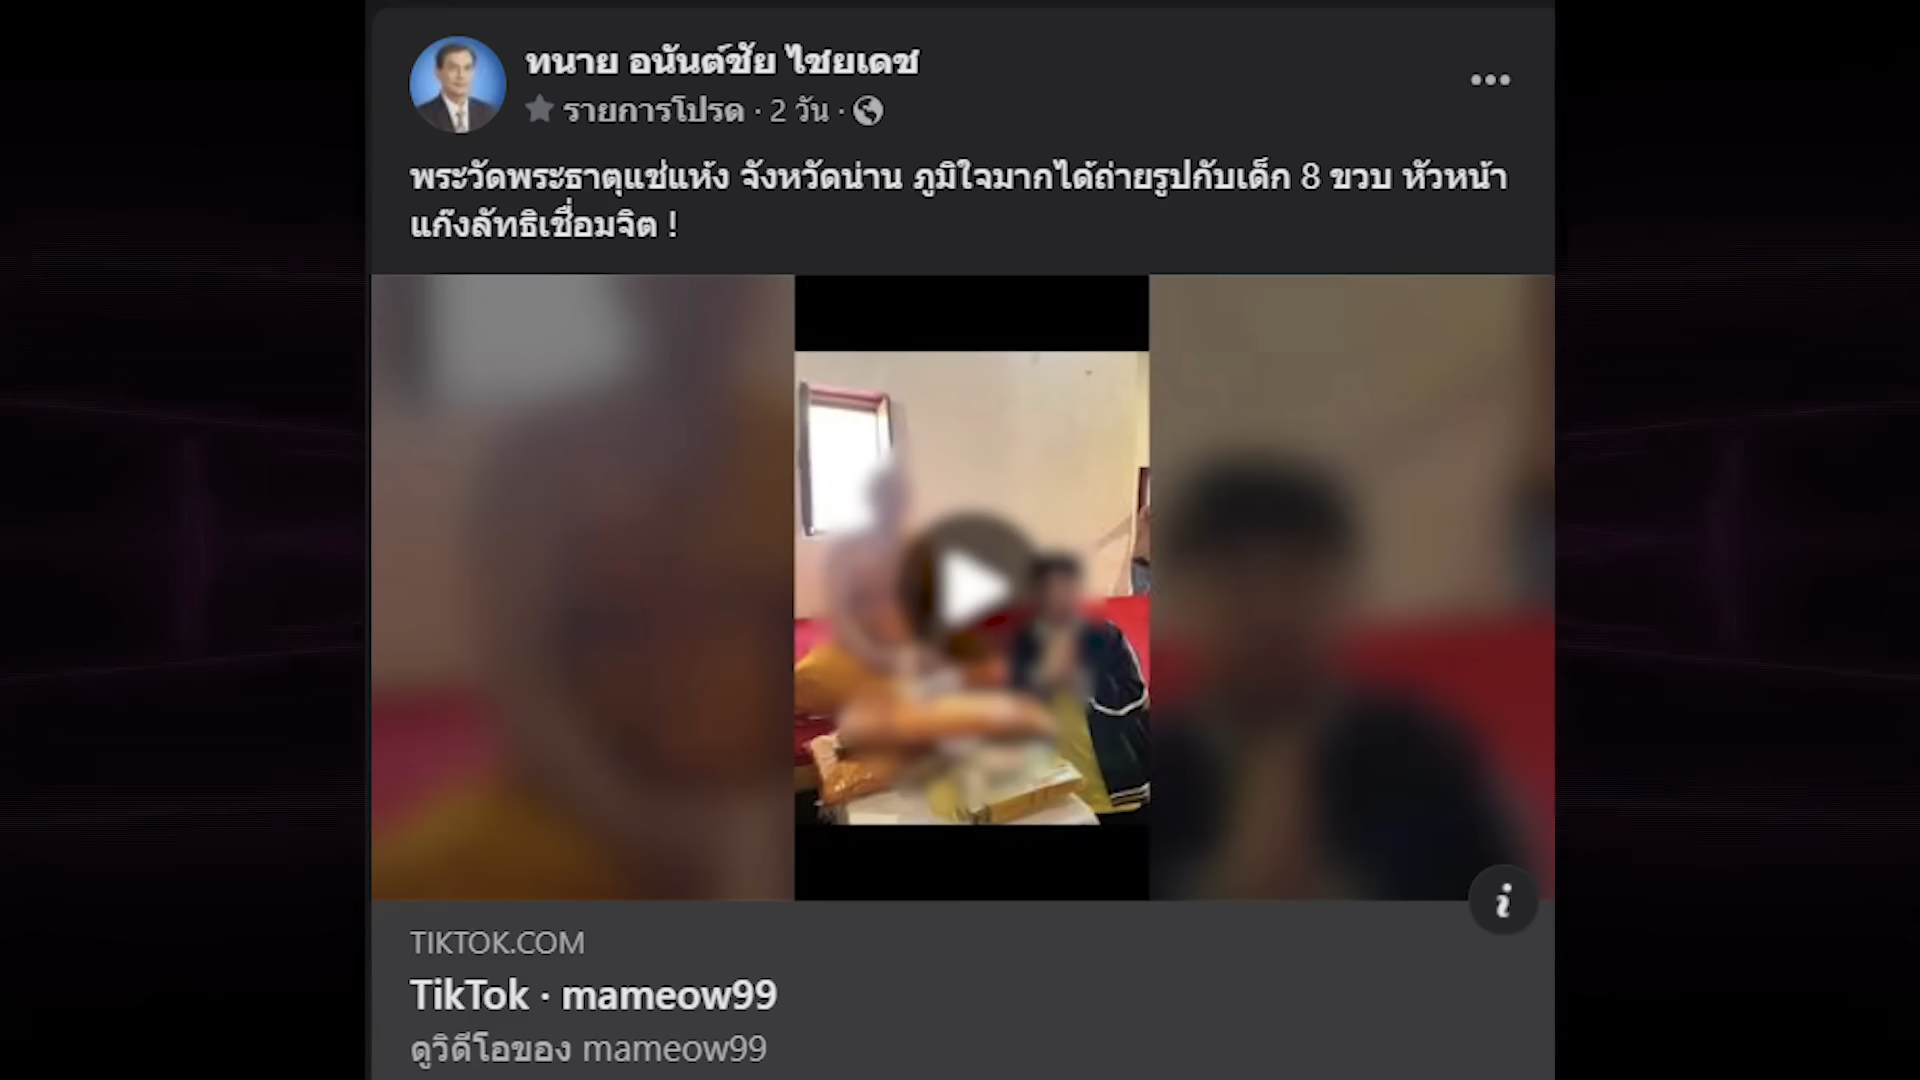 ทนาย อนันต์ชัย ไชยเดช
รายการโปรด · 2 วัน ·
พระวัดพระธาตุแช่แห้ง จังหวัดน่าน ภูมิใจมากได้ถ่ายรูปกับเด็ก 8 ขวบ หัวหน้า
แก๊งลัทธิเชื่อมจิต !
TIKTOK.COM
TikTok · mameow99
ดูวิดีโอของ mameow99